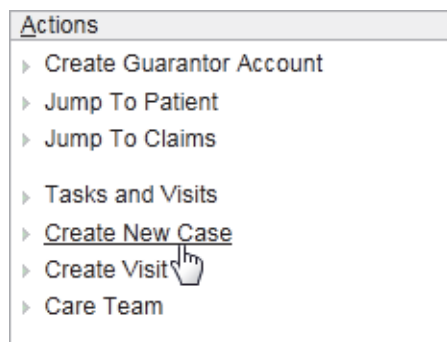 Actions
Create Guarantor Account
Jump To Patient
Jump To Claims
Tasks and Visits
Create New Case
Create Visit
Care Team